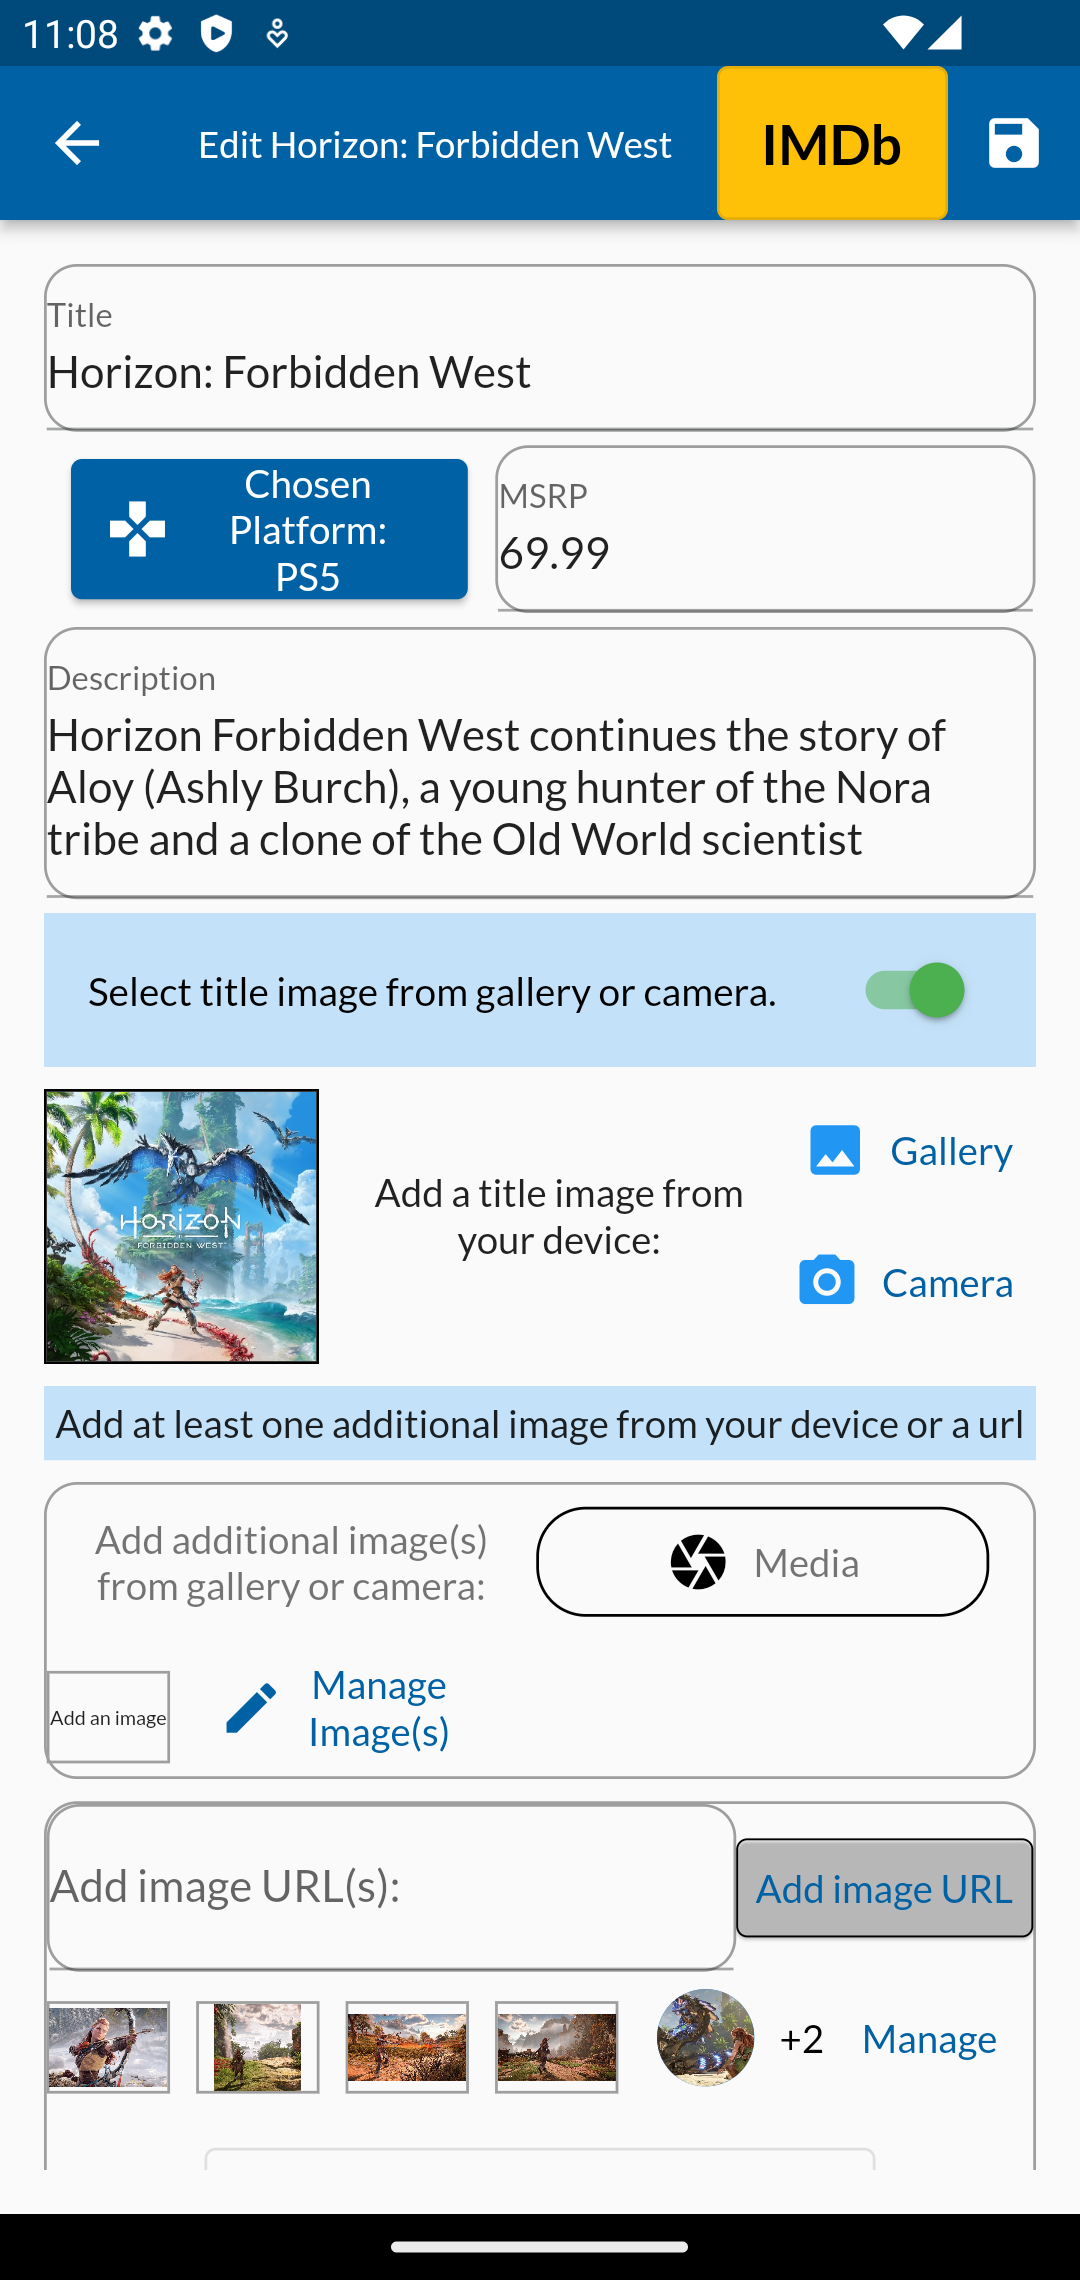 11:08
Edit Horizon: Forbidden West
IMDb
Title
Horizon: Forbidden West
Chosen
Platform:
PS5
MSRP
69.99
Description
Horizon Forbidden West continues the story of
Aloy (Ashly Burch), a young hunter of the Nora
tribe and a clone of the Old World scientist
Select title image from gallery or camera.
HORIZON
FORBIDDEN WEST
Add a title image from
your device:
Gallery
Camera
Add at least one additional image from your device or a url
Add additional image(s)
from gallery or camera:
Media
Add an image
Manage
Image(s)
Add image URL(s):
Add image URL
+2
Manage